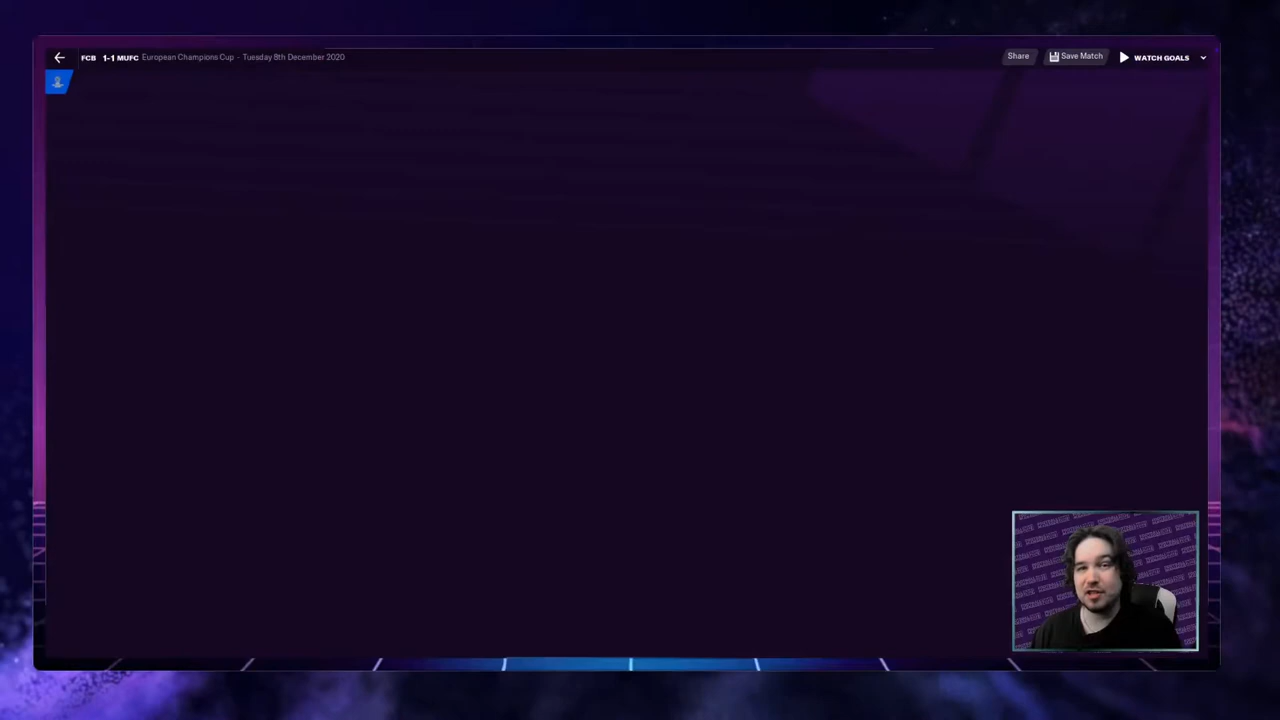 FCB 1-1 MUFC European Champions Cup - Tuesday 8th December 2020
Share
Save Match
WATCH GOALS